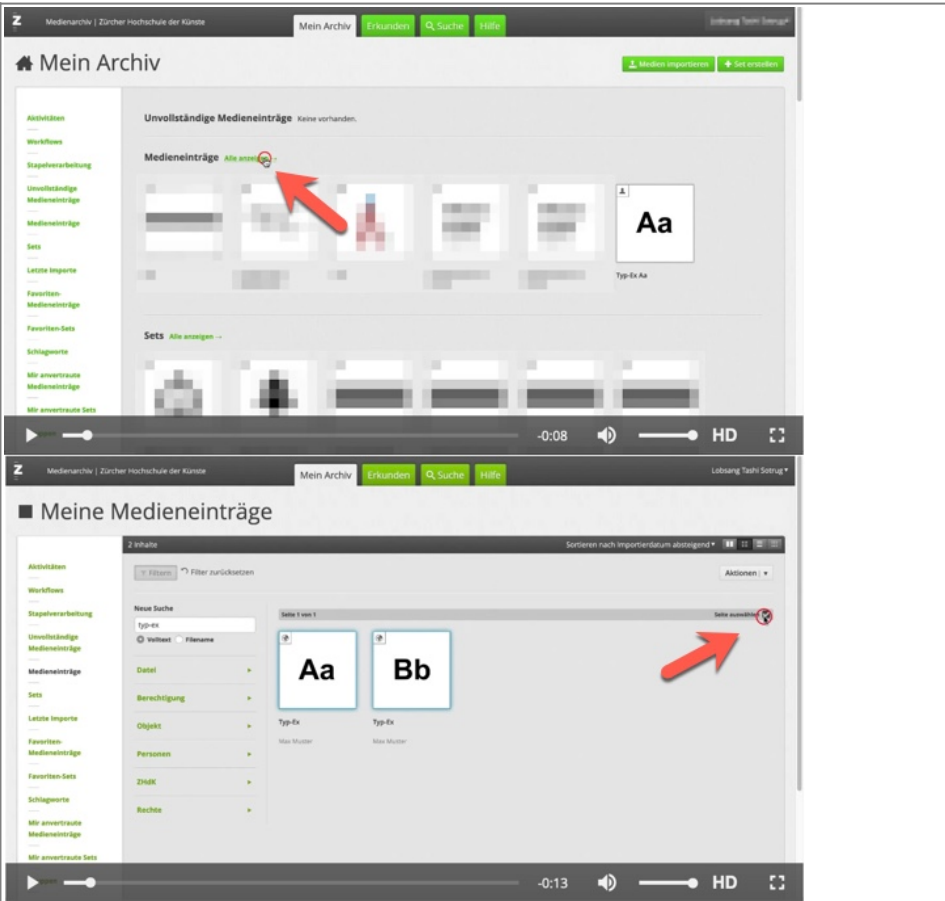 Z Medienarchiv | Zürcher Hochschule der Künste Mein Archiv Erkunden Suche Hilfe
Mein Archiv Medien importieren Set erstellen
Aktivitäten
Workflows
Stapelverarbeitung
Unvollständige
Medieneinträge
Medieneinträge
Sets
Letzte Importe
Favoriten-
Medieneinträge
Favoriten-Sets
Schlagworte
Mir anvertraute
Medieneinträge
Mir anvertraute Sets
Unvollständige Medieneinträge Keine vorhanden.
Medieneinträge Alle anzeigen →
Aa
Typ-Ex Aa
Sets Alle anzeigen →
-0:08 HD
Z Medienarchiv | Zürcher Hochschule der Künste Mein Archiv Erkunden Suche Hilfe Lobsang Tashi Sotrug
Meine Medieneinträge
Aktivitäten
Workflows
Stapelverarbeitung
Unvollständige
Medieneinträge
Medieneinträge
Sets
Letzte Importe
Favoriten-
Medieneinträge
Favoriten-Sets
Schlagworte
Mir anvertraute
Medieneinträge
Mir anvertraute Sets
2 Inhalte Sortieren nach Importierdatum absteigend
Filtern Filter zurücksetzen Aktionen
Neue Suche
typ-ex
Volltext Filename
Datei
Berechtigung
Objekt
Personen
ZHdK
Rechte
Seite 1 von 1 Seite auswählen
Aa Bb
Typ-Ex Typ-Ex
Max Muster Max Muster
-0:13 HD